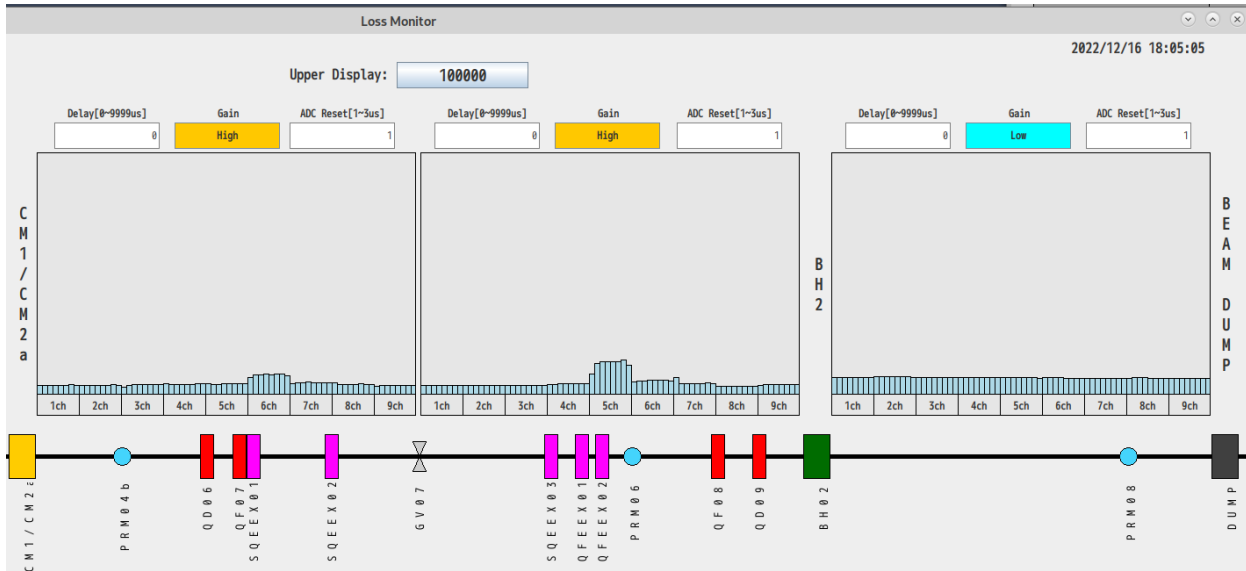 Loss Monitor
2022/12/16 18:05:05
Upper Display: 100000
Delay[0~9999us] Gain ADC Reset[1~3us] Delay[0~9999us] Gain ADC Reset[1~3us] Delay[0~9999us] Gain ADC Reset[1~3us]
0 High 1 0 High 1 0 Low 1
CM1/CM2a
BH2
BEAM DUMP
1ch 2ch 3ch 4ch 5ch 6ch 7ch 8ch 9ch 1ch 2ch 3ch 4ch 5ch 6ch 7ch 8ch 9ch 1ch 2ch 3ch 4ch 5ch 6ch 7ch 8ch 9ch
CM1/CM2a
PRM04b
QD06
QF07
SQEEX01
SQEEX02
GV07
SQEEX03
QFEEX01
QFEEX02
PRM06
QF08
QD09
BH02
PRM08
DUMP